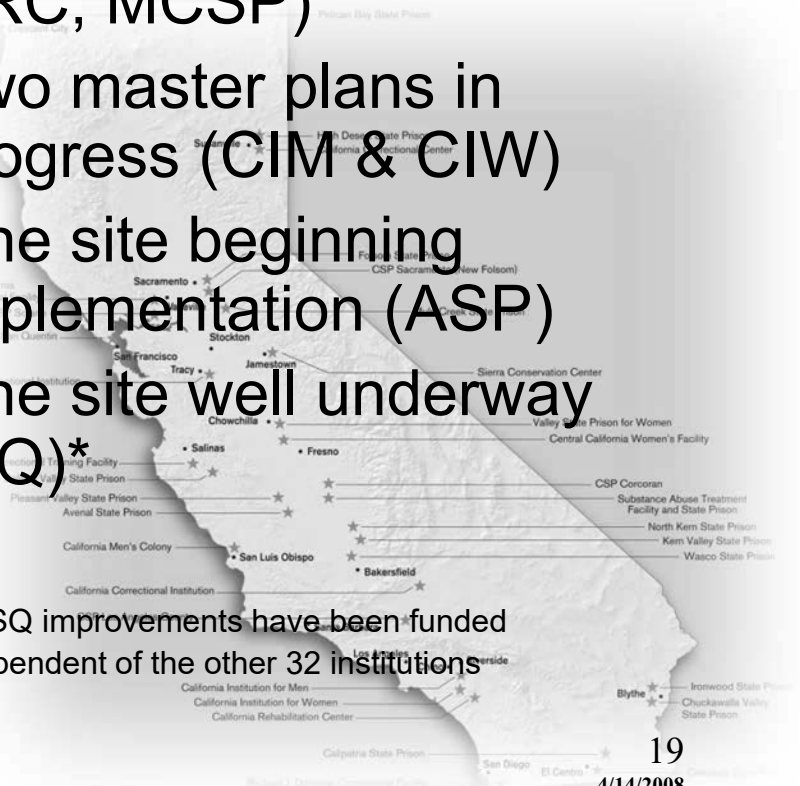 RC, MCSP)
Pelican Bay State Prison
Crescent City
wo master plans in
Susanville
High Desert State Prison
California Correctional Center
ogress (CIM & CIW)
ne site beginning
Folsom State Prison
CSP Sacramento (New Folsom)
Sacramento
plementation (ASP)
Creek State Prison
Stockton
San Francisco
Tracy
Jamestown
Sierra Conservation Center
ne site well underway
Chowchilla
Valley State Prison for Women
Central California Women's Facility
Q)*
Salinas
Fresno
Training Facility
Valley State Prison
CSP Corcoran
Pleasant Valley State Prison
Substance Abuse Treatment
Facility and State Prison
Avenal State Prison
North Kern State Prison
Kern Valley State Prison
California Men's Colony
San Luis Obispo
Wasco State Prison
Bakersfield
California Correctional Institution
SQ improvements have been funded
Los Angeles
pendent of the other 32 institutions
California Institution for Men
California Institution for Women
California Rehabilitation Center
Blythe
Ironwood State Prison
Chuckawalla Valley
State Prison
Calipatria State Prison
San Diego
El Centro
19
4/14/2008